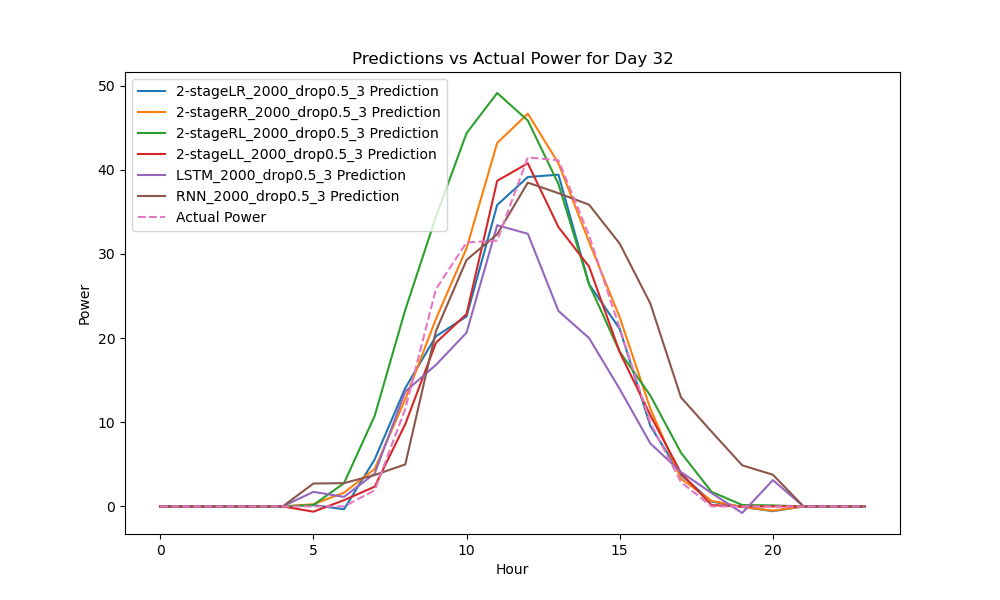 Predictions vs Actual Power for Day 32
2-stageLR_2000_drop0.5_3 Prediction
2-stageRR_2000_drop0.5_3 Prediction
2-stageRL_2000_drop0.5_3 Prediction
2-stageLL_2000_drop0.5_3 Prediction
LSTM_2000_drop0.5_3 Prediction
RNN_2000_drop0.5_3 Prediction
Actual Power
50
40
30
20
10
0
Power
0 5 10 15 20
Hour